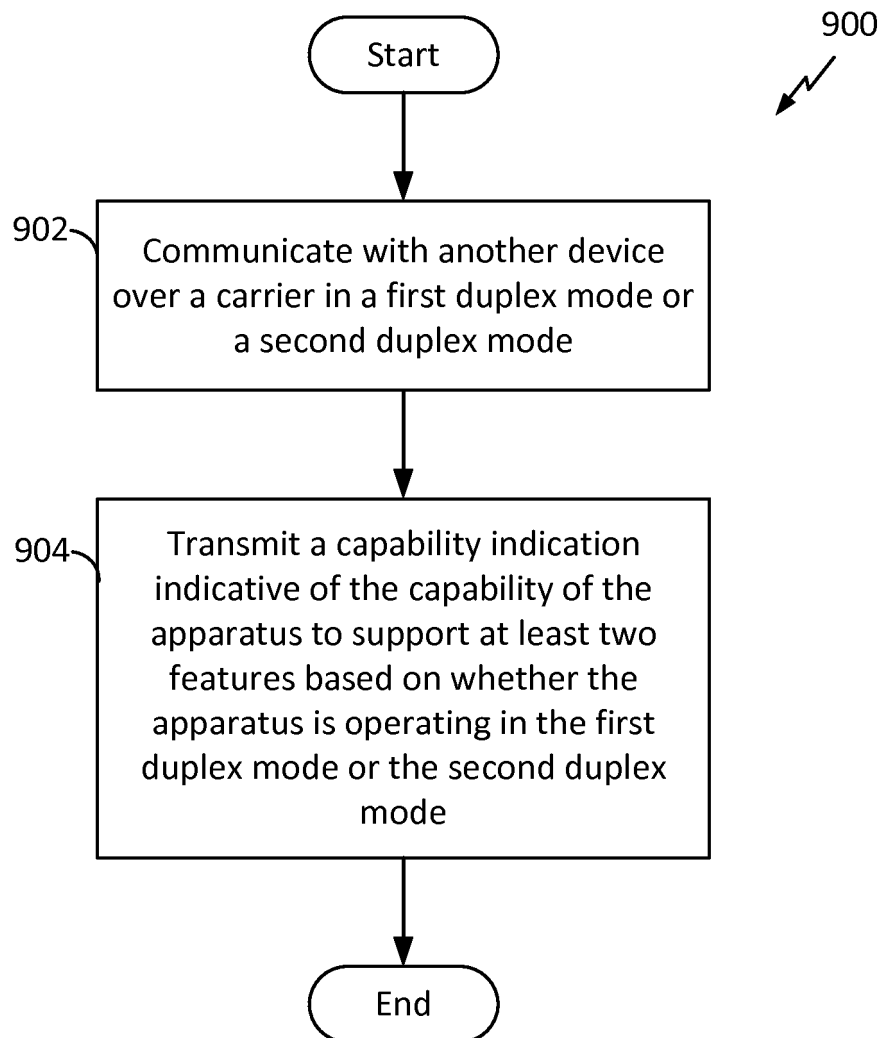 Start
900
902
Communicate with another device
over a carrier in a first duplex mode or
a second duplex mode
904
Transmit a capability indication
indicative of the capability of the
apparatus to support at least two
features based on whether the
apparatus is operating in the first
duplex mode or the second duplex
mode
End